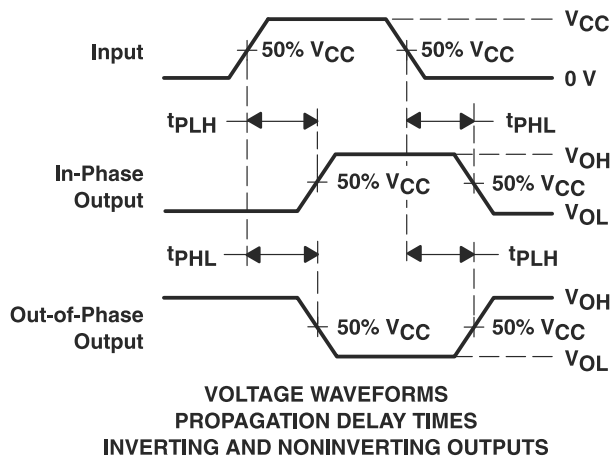 VCC
Input
50% VCC
50% VCC
0 V
tPLH
tPHL
VOH
In-Phase
Output
50% VCC
50% VCC
VOL
tPHL
tPLH
VOH
Out-of-Phase
Output
50% VCC
50% VCC
VOL
VOLTAGE WAVEFORMS
PROPAGATION DELAY TIMES
INVERTING AND NONINVERTING OUTPUTS